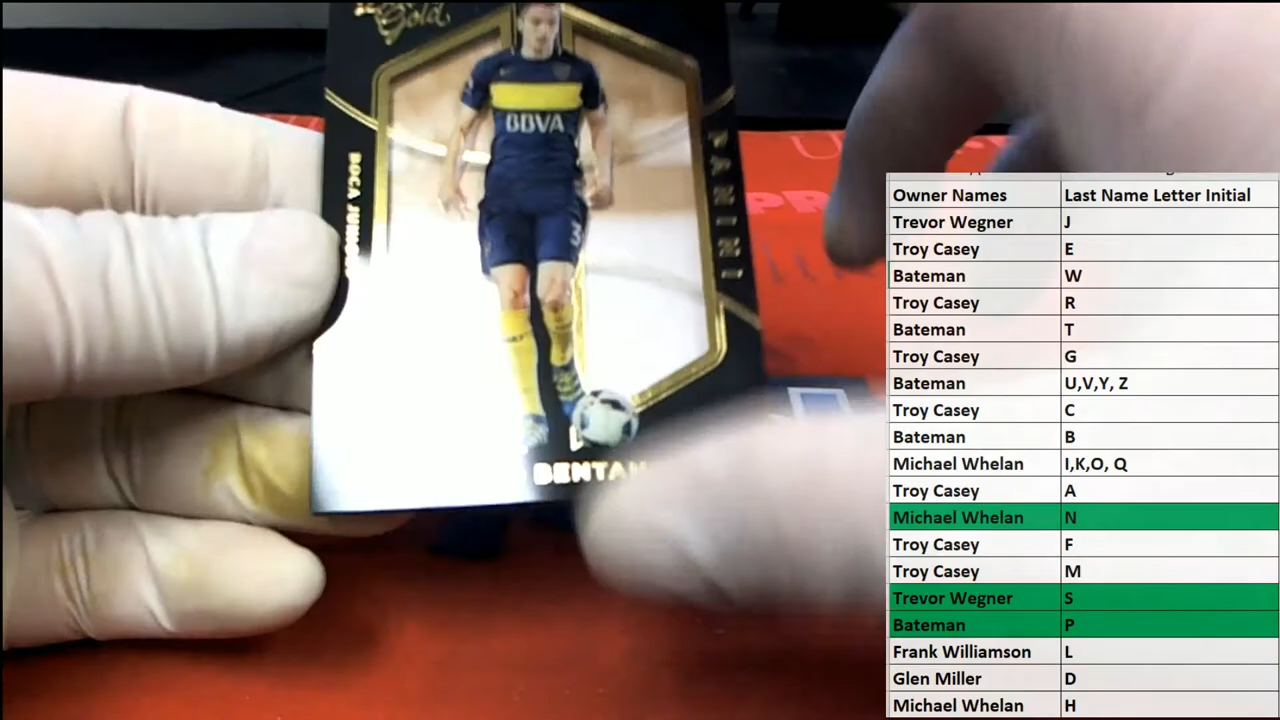 Gold
BBVA
PANINI
BOCA
BENTAN
PR
Owner Names Last Name Letter Initial
Trevor Wegner J
Troy Casey E
Bateman W
Troy Casey R
Bateman T
Troy Casey G
Bateman U,V,Y, Z
Troy Casey C
Bateman B
Michael Whelan I,K,O, Q
Troy Casey A
Michael Whelan N
Troy Casey F
Troy Casey M
Trevor Wegner S
Bateman P
Frank Williamson L
Glen Miller D
Michael Whelan H